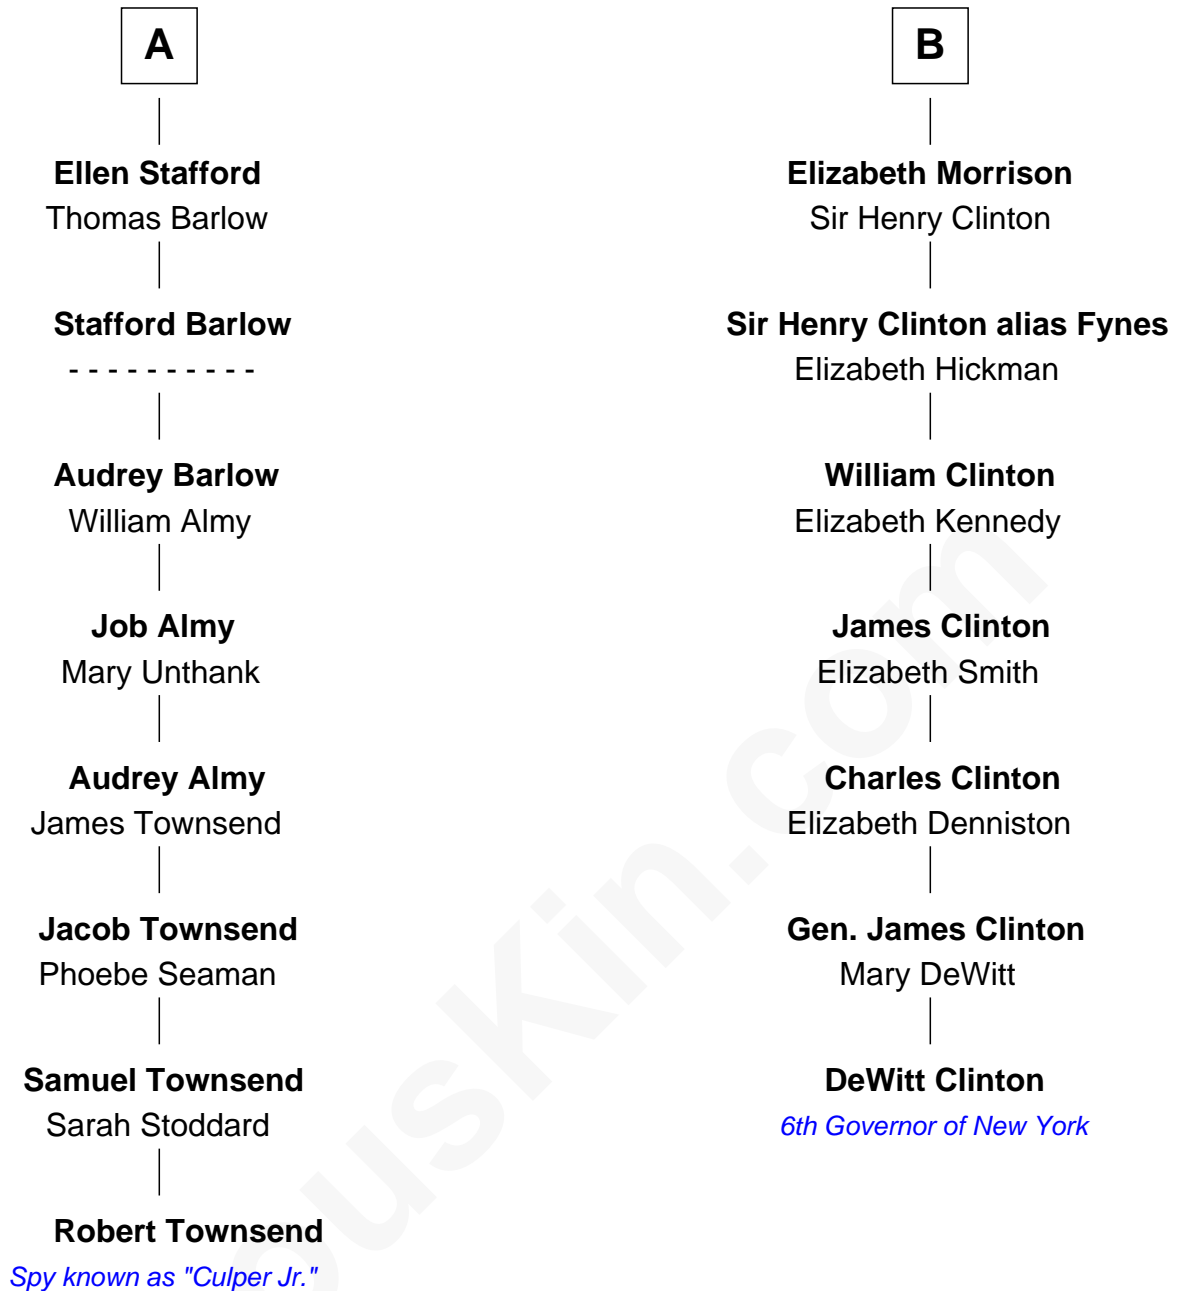 A
Ellen Stafford
Thomas Barlow
Stafford Barlow
- - - - - - - - - -
Audrey Barlow
William Almy
Job Almy
Mary Unthank
Audrey Almy
James Townsend
Jacob Townsend
Phoebe Seaman
Samuel Townsend
Sarah Stoddard
Robert Townsend
Spy known as "Culper Jr."
B
Elizabeth Morrison
Sir Henry Clinton
Sir Henry Clinton alias Fynes
Elizabeth Hickman
William Clinton
Elizabeth Kennedy
James Clinton
Elizabeth Smith
Charles Clinton
Elizabeth Denniston
Gen. James Clinton
Mary DeWitt
DeWitt Clinton
6th Governor of New York
ousKin.com